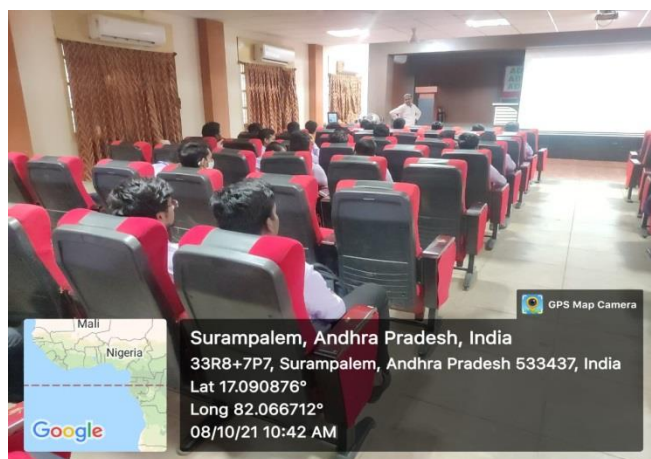 GPS Map Camera
Mali
Nigeria
Google
Surampalem, Andhra Pradesh, India
33R8+7P7, Surampalem, Andhra Pradesh 533437, India
Lat 17.090876°
Long 82.066712°
08/10/21 10:42 AM